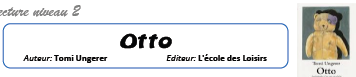 ecture niveau 2
Otto
Auteur: Tomi Ungerer Editeur: L'école des Loisirs
Tomi Ungerer
Otto